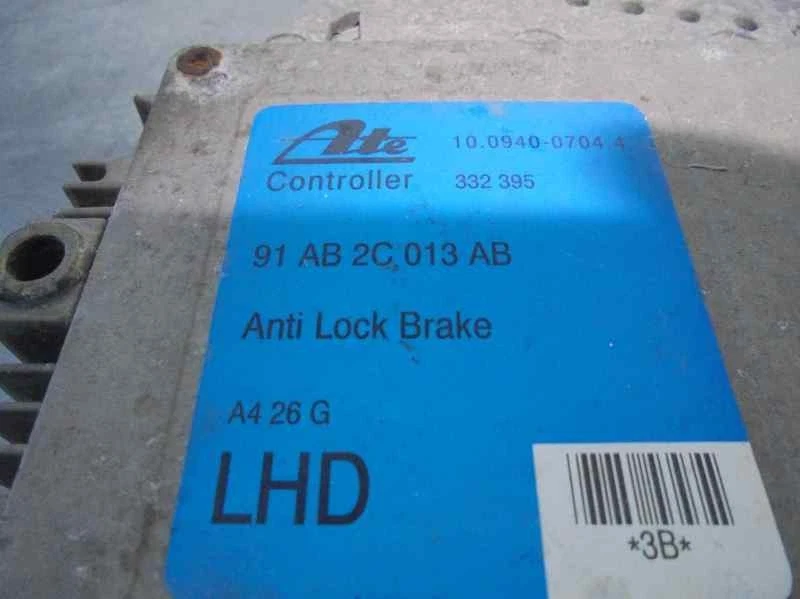 Ate 10.0940-0704.4
Controller 332 395
91 AB 2C 013 AB
Anti Lock Brake
A4 26 G
LHD
*3B*